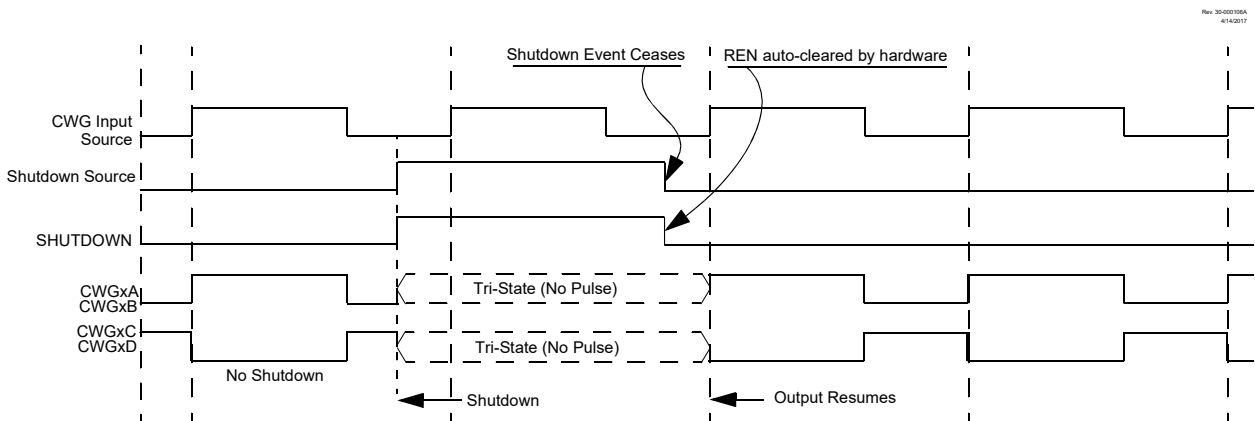 Rev. 30-000106A
4/14/2017
Shutdown Event Ceases
REN auto-cleared by hardware
CWG Input
Source
Shutdown Source
SHUTDOWN
CWGxA
CWGxB
Tri-State (No Pulse)
CWGxC
CWGxD
Tri-State (No Pulse)
No Shutdown
Shutdown
Output Resumes